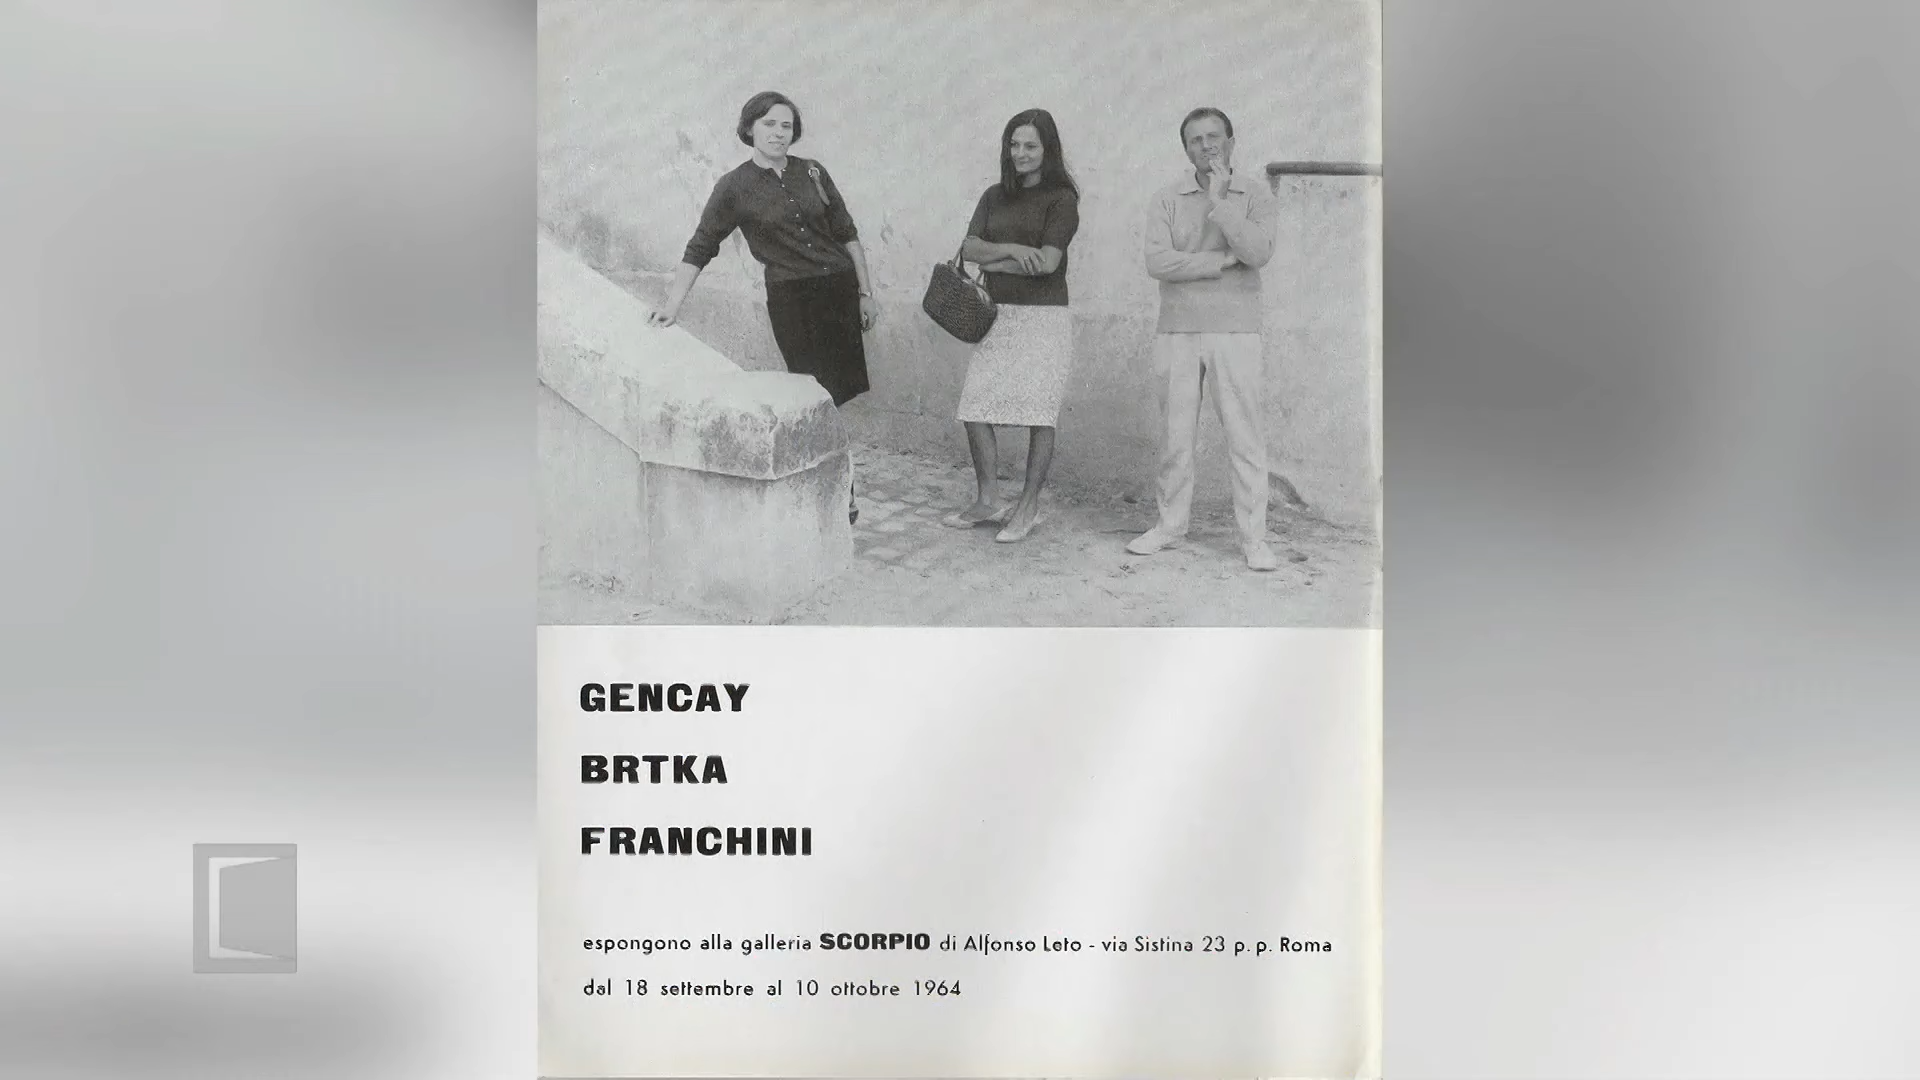 GENCAY
BRTKA
FRANCHINI
espongono alla galleria SCORPIO di Alfonso Leto - via Sistina 23 p. p. Roma
dal 18 settembre al 10 ottobre 1964